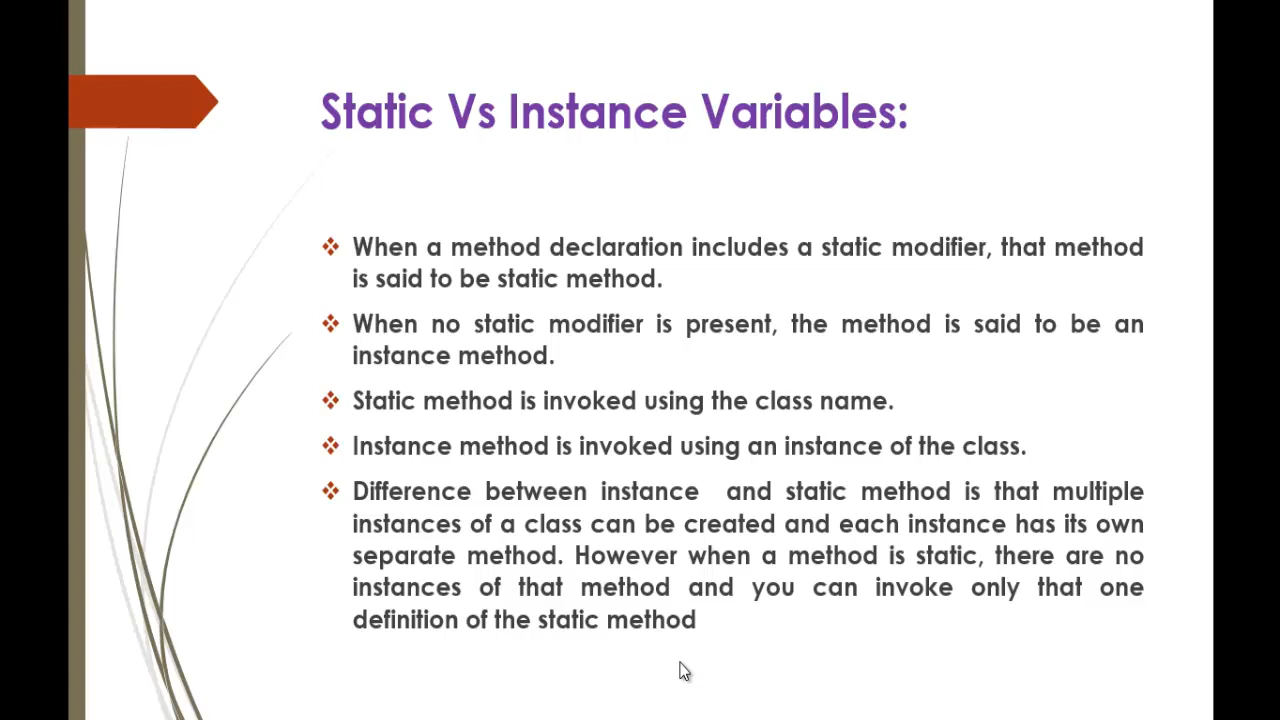 Static Vs Instance Variables:
When a method declaration includes a static modifier, that method
is said to be static method.
When no static modifier is present, the method is said to be an
instance method.
Static method is invoked using the class name.
Instance method is invoked using an instance of the class.
Difference between instance and static method is that multiple
instances of a class can be created and each instance has its own
separate method. However when a method is static, there are no
instances of that method and you can invoke only that one
definition of the static method